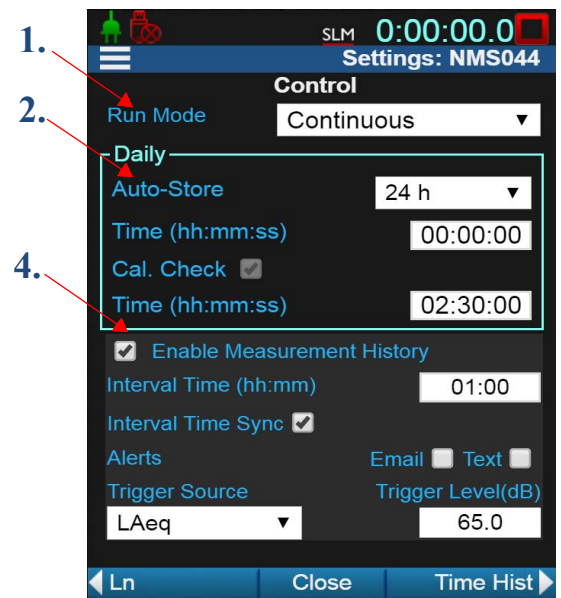 1.
SLM 0:00:00.0
Settings: NMS044
Control
Run Mode Continuous
2.
Daily
Auto-Store 24 h
Time (hh:mm:ss) 00:00:00
4.
Cal. Check
Time (hh:mm:ss) 02:30:00
Enable Measurement History
Interval Time (hh:mm) 01:00
Interval Time Sync
Alerts Email Text
Trigger Source Trigger Level(dB)
LAeq 65.0
Ln Close Time Hist